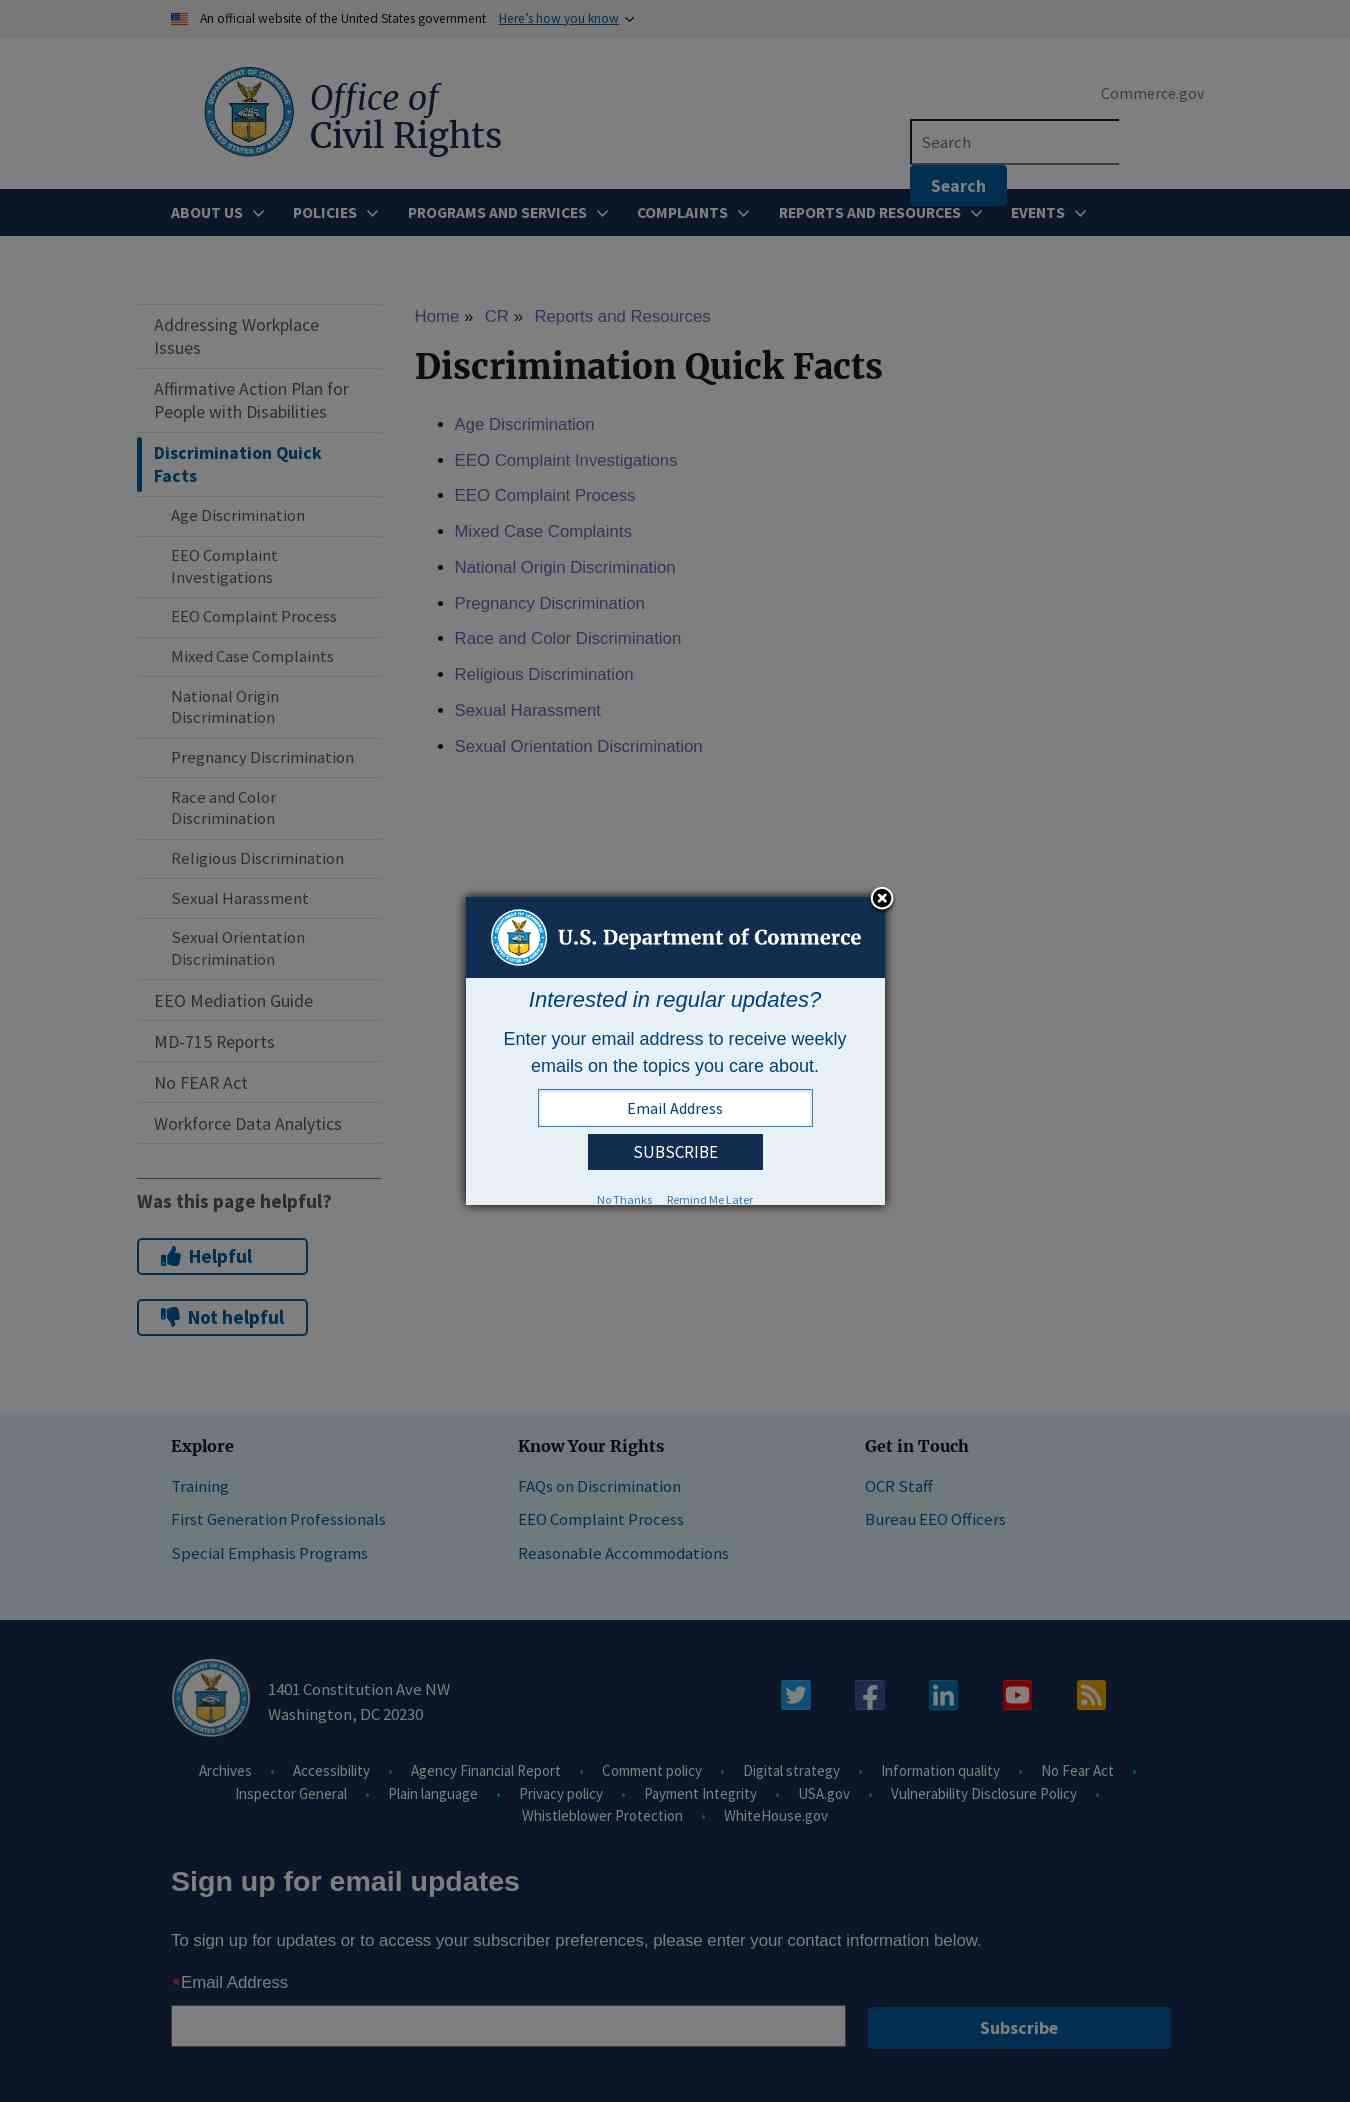 An official website of the United States government Here's how you know
Office of
Civil Rights
Commerce.gov
Search
Search
ABOUT US POLICIES PROGRAMS AND SERVICES COMPLAINTS REPORTS AND RESOURCES EVENTS
Addressing Workplace
Issues
Affirmative Action Plan for
People with Disabilities
Discrimination Quick
Facts
Age Discrimination
EEO Complaint
Investigations
EEO Complaint Process
Mixed Case Complaints
National Origin
Discrimination
Pregnancy Discrimination
Race and Color
Discrimination
Religious Discrimination
Sexual Harassment
Sexual Orientation
Discrimination
EEO Mediation Guide
MD-715 Reports
No FEAR Act
Workforce Data Analytics
Was this page helpful?
Helpful
Not helpful
Home » CR » Reports and Resources
Discrimination Quick Facts
• Age Discrimination
• EEO Complaint Investigations
• EEO Complaint Process
• Mixed Case Complaints
• National Origin Discrimination
• Pregnancy Discrimination
• Race and Color Discrimination
• Religious Discrimination
• Sexual Harassment
• Sexual Orientation Discrimination
U.S. Department of Commerce
Interested in regular updates?
Enter your email address to receive weekly
emails on the topics you care about.
Email Address
SUBSCRIBE
No Thanks Remind Me Later
Explore
Training
First Generation Professionals
Special Emphasis Programs
Know Your Rights
FAQs on Discrimination
EEO Complaint Process
Reasonable Accommodations
Get in Touch
OCR Staff
Bureau EEO Officers
1401 Constitution Ave NW
Washington, DC 20230
Archives • Accessibility • Agency Financial Report • Comment policy • Digital strategy • Information quality • No Fear Act •
Inspector General • Plain language • Privacy policy • Payment Integrity • USA.gov • Vulnerability Disclosure Policy •
Whistleblower Protection • WhiteHouse.gov
Sign up for email updates
To sign up for updates or to access your subscriber preferences, please enter your contact information below.
*Email Address
Subscribe